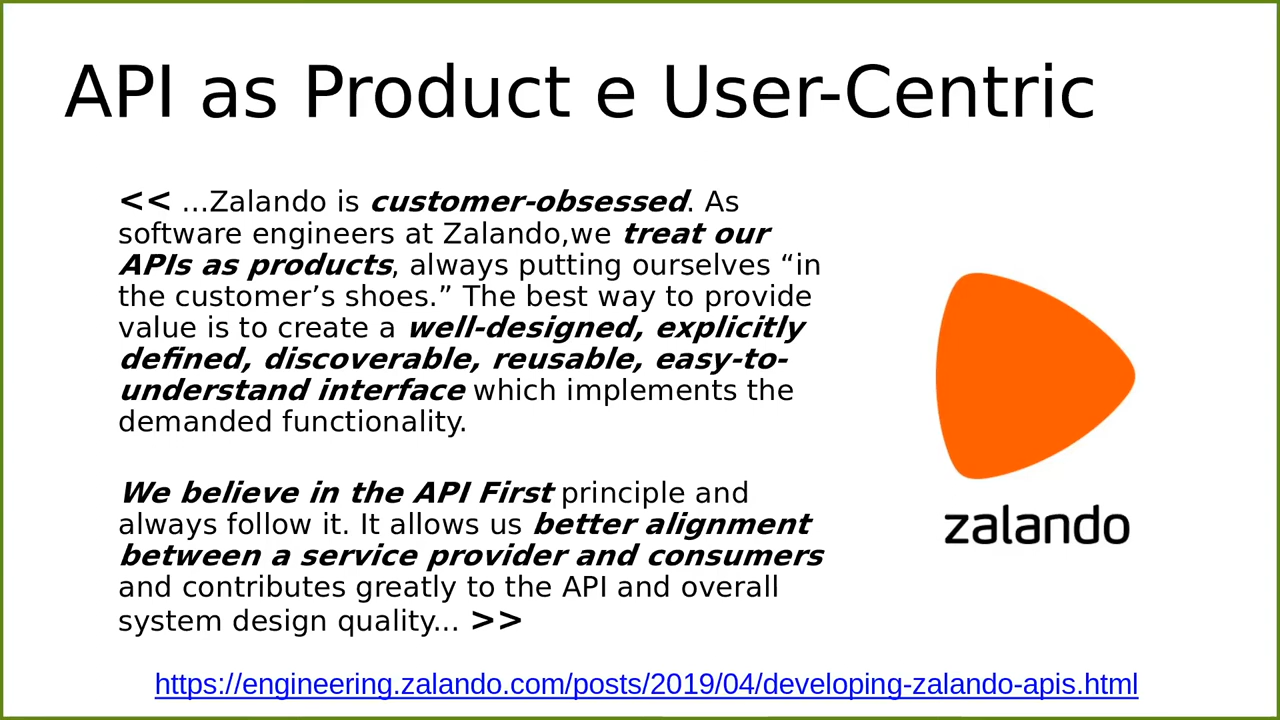 API as Product e User-Centric
<< ...Zalando is customer-obsessed. As
software engineers at Zalando,we treat our
APIs as products, always putting ourselves “in
the customer’s shoes.” The best way to provide
value is to create a well-designed, explicitly
defined, discoverable, reusable, easy-to-
understand interface which implements the
demanded functionality.
We believe in the API First principle and
always follow it. It allows us better alignment
between a service provider and consumers
and contributes greatly to the API and overall
system design quality... >>
zalando
https://engineering.zalando.com/posts/2019/04/developing-zalando-apis.html